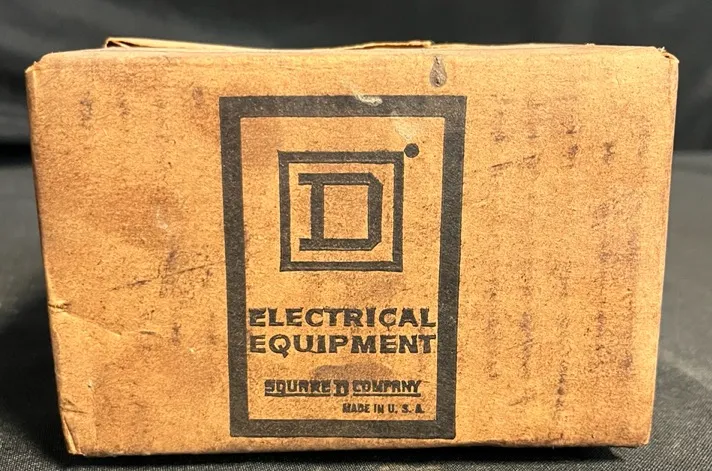 D
ELECTRICAL
EQUIPMENT
SQUARE D COMPANY
MADE IN U. S. A.